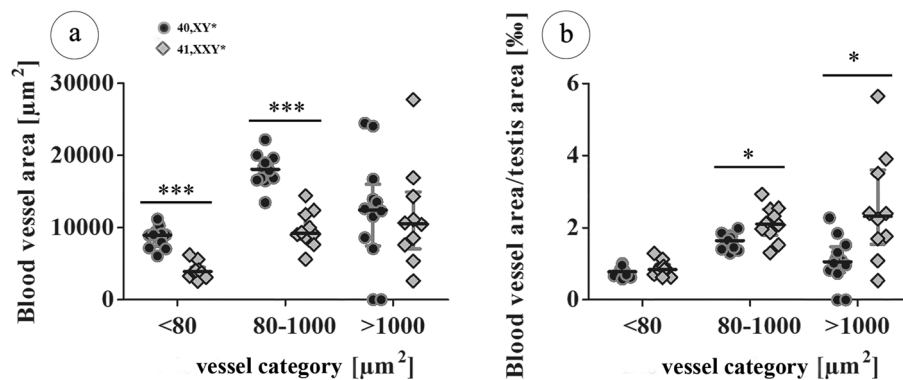 a
40,XY*
41,XXY*
Blood vessel area [µm²]
30000
20000
10000
0
***
***
<80
80-1000
>1000
vessel category [µm²]
b
Blood vessel area/testis area [‰]
6
4
2
0
*
*
<80
80-1000
>1000
vessel category [µm²]